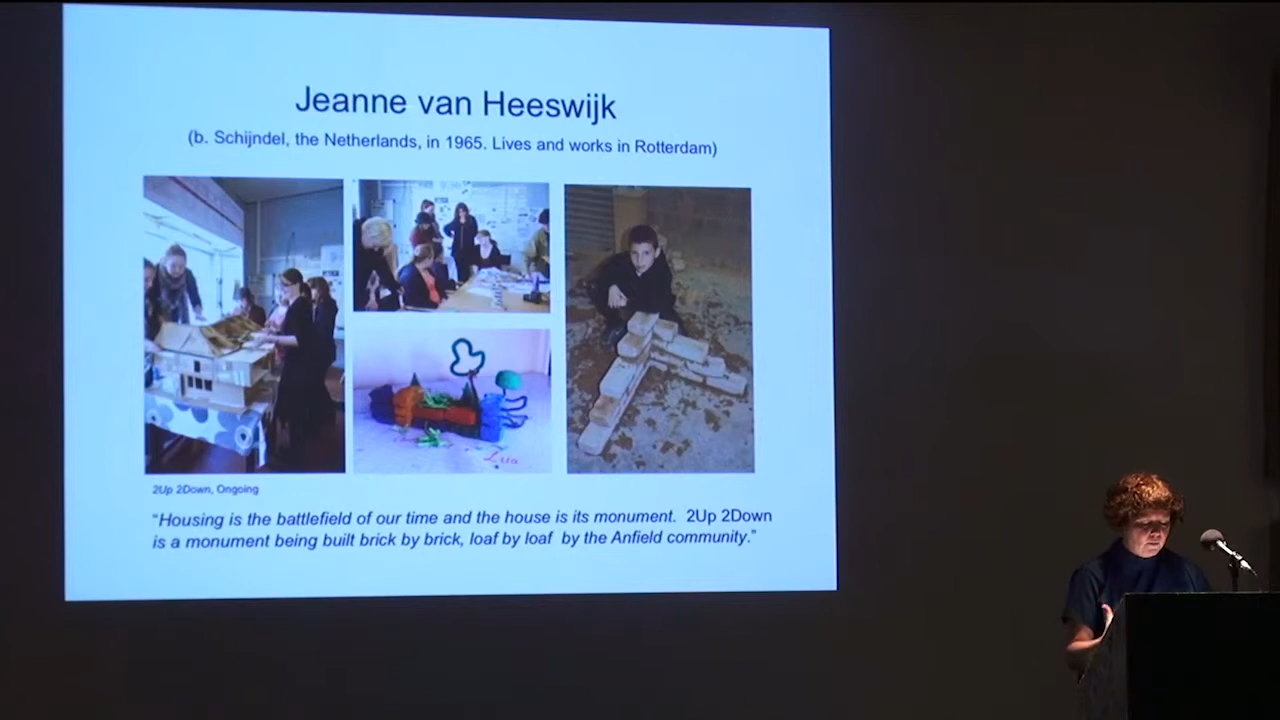 Jeanne van Heeswijk
(b. Schijndel, the Netherlands, in 1965. Lives and works in Rotterdam)
Lua
2Up 2Down, Ongoing
“Housing is the battlefield of our time and the house is its monument. 2Up 2Down
is a monument being built brick by brick, loaf by loaf by the Anfield community.”